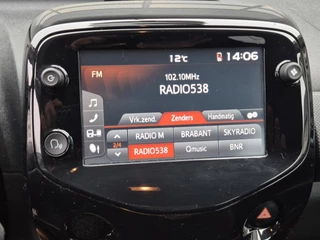 12°C 14:06
FM
102.10MHz
RADIO538
Vrk.zend. Zenders Handmatig
RADIO M BRABANT SKYRADIO
2/4
RADIO538 Qmusic BNR